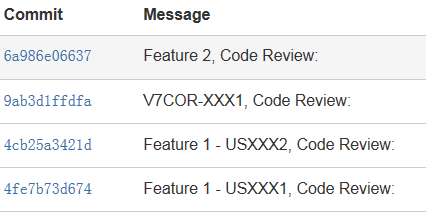 Commit Message
6a986e06637 Feature 2, Code Review:
9ab3d1ffdfa V7COR-XXX1, Code Review:
4cb25a3421d Feature 1 - USXXX2, Code Review:
4fe7b73d674 Feature 1 - USXXX1, Code Review: